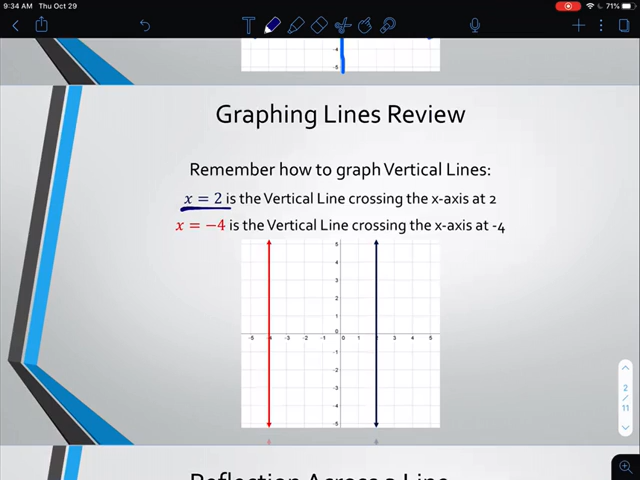 9:34 AM Thu Oct 29
71%
-4
-5
Graphing Lines Review
Remember how to graph Vertical Lines:
x = 2 is the Vertical Line crossing the x-axis at 2
x = −4 is the Vertical Line crossing the x-axis at -4
5
4
3
2
1
0
-5 -4 -3 -2 -1 0 1 2 3 4 5
-1
-2
-3
-4
-5
2
/
11
Reflection Across a Line